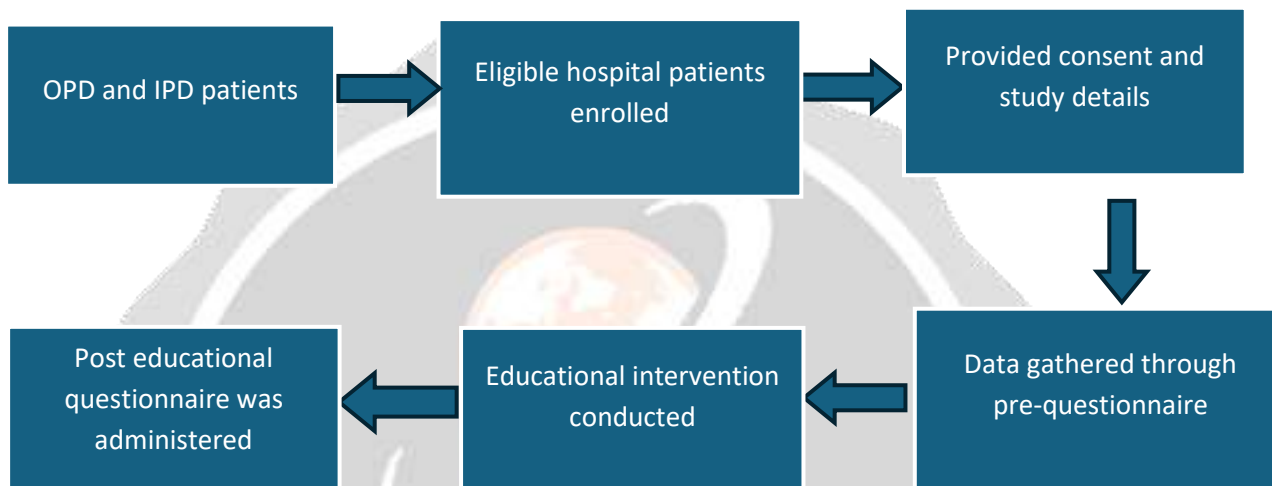 OPD and IPD patients
Eligible hospital patients
enrolled
Provided consent and
study details
Data gathered through
pre-questionnaire
Educational intervention
conducted
Post educational
questionnaire was
administered